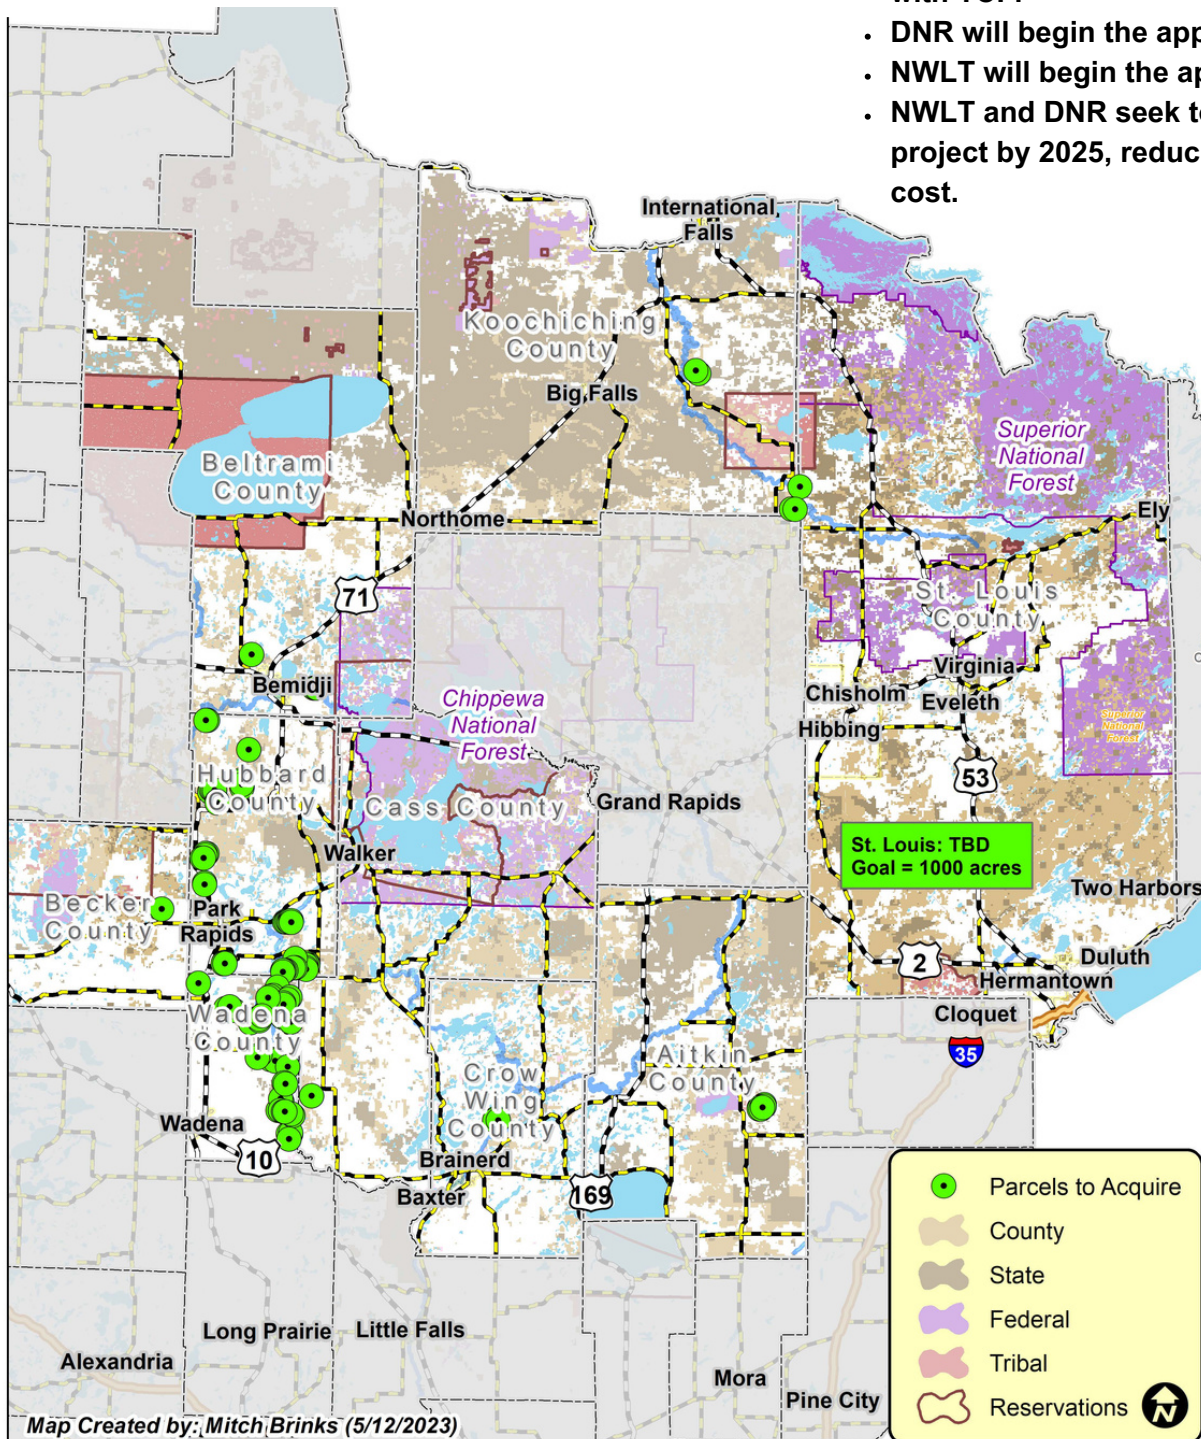 DNR will begin the app
NWLT will begin the ap
NWLT and DNR seek to
project by 2025, reduc
cost.
International
Falls
Koochiching
County
Big Falls
Superior
National
Forest
Beltrami
County
Northome
Ely
71
St. Louis
County
Bemidji
Virginia
Chisholm
Eveleth
Chippewa
National
Forest
Hibbing
Superior
National
Forest
Hubbard
County
53
Cass County
Grand Rapids
Walker
St. Louis: TBD
Goal = 1000 acres
Two Harbors
Becker
County
Park
Rapids
2
Duluth
Hermantown
Wadena
County
Cloquet
35
Aitkin
County
Crow
Wing
County
Wadena
10
Brainerd
Baxter
169
Parcels to Acquire
County
State
Federal
Tribal
Reservations
N
Long Prairie
Little Falls
Alexandria
Mora
Pine City
Map Created by: Mitch Brinks (5/12/2023)